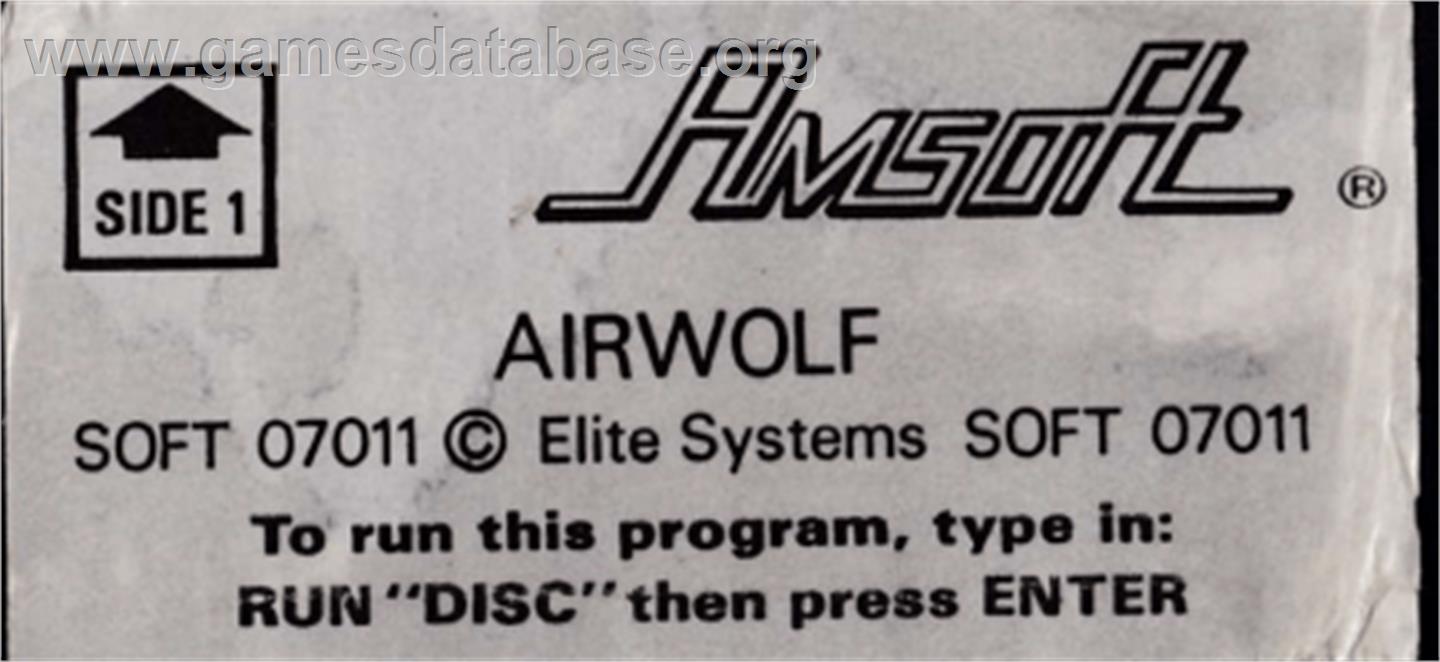 www.gamesdatabase.org
Amsoft ®
SIDE 1
AIRWOLF
SOFT 07011 © Elite Systems SOFT 07011
To run this program, type in:
RUN "DISC" then press ENTER